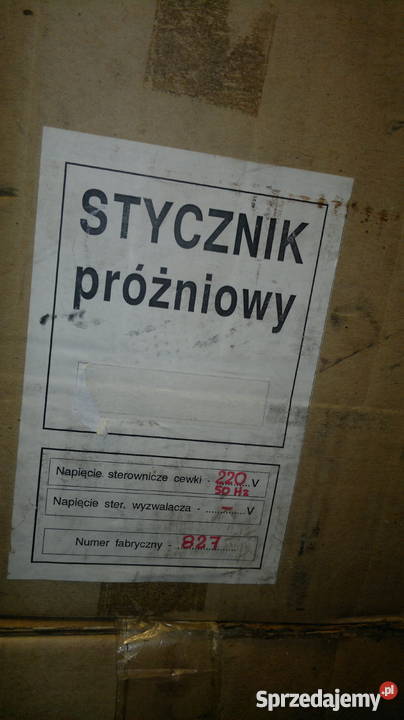 STYCZNIK
próżniowy
Napięcie sterownicze cewki - 220 V
50 Hz
Napięcie ster. wyzwalacza - ..... – ..... V
Numer fabryczny - 827
Sprzedajemy.pl